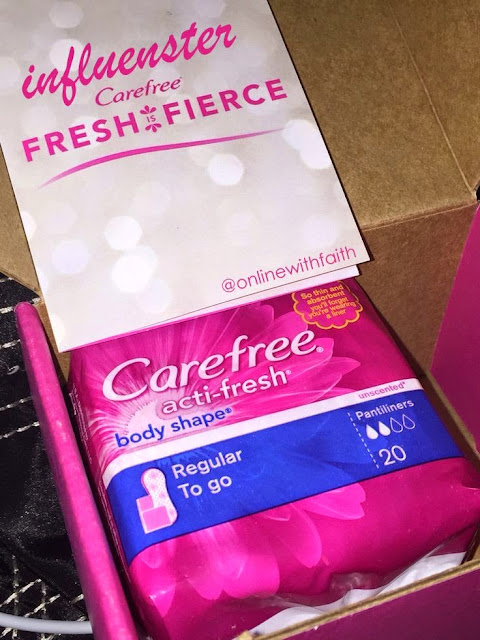 influenster
Carefree®
FRESH IS FIERCE
@onlinewithfaith
So thin and
absorbent
you'll forget
you're wearing
a liner
Carefree®
acti-fresh®
body shape®
unscented+
Regular
To go
Pantiliners
20